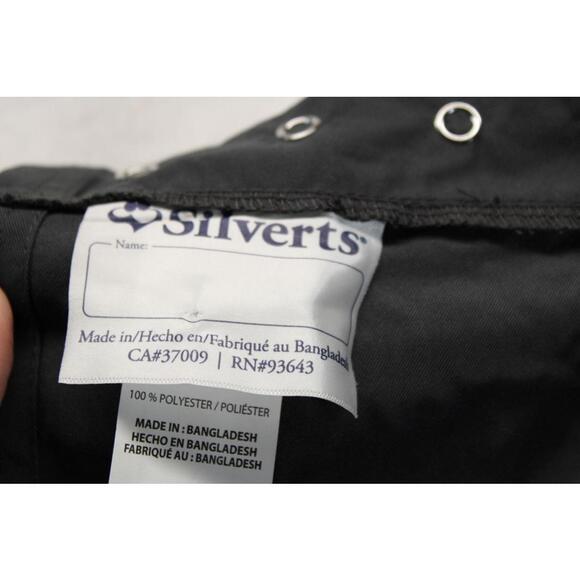 Silverts
Name:
Made in/Hecho en/Fabriqué au Bangladesh
CA#37009 | RN#93643
100 % POLYESTER / POLIÉSTER
MADE IN : BANGLADESH
HECHO EN BANGLADESH
FABRIQUÉ AU : BANGLADESH